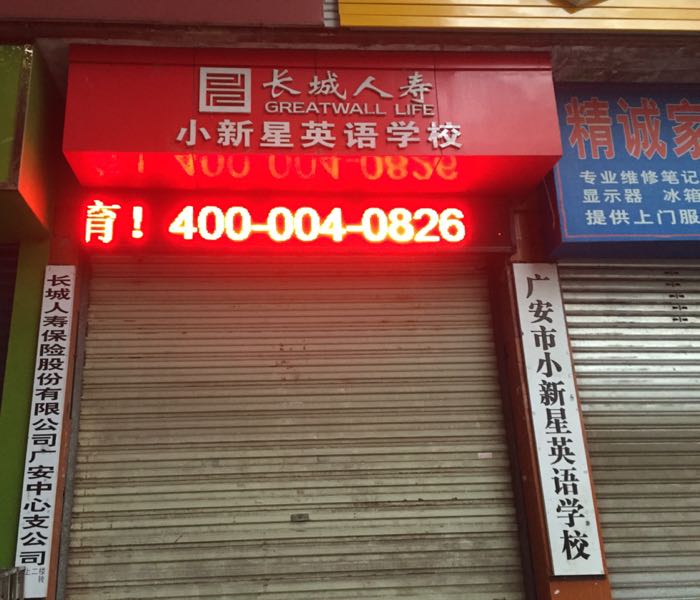 长城人寿
GREATWALL LIFE
小新星英语学校
育！400-004-0826
长城人寿保险股份有限公司广安中心支公司
上二楼
广安市小新星英语学校
精诚家
专业维修笔记
显示器 冰箱
提供上门服